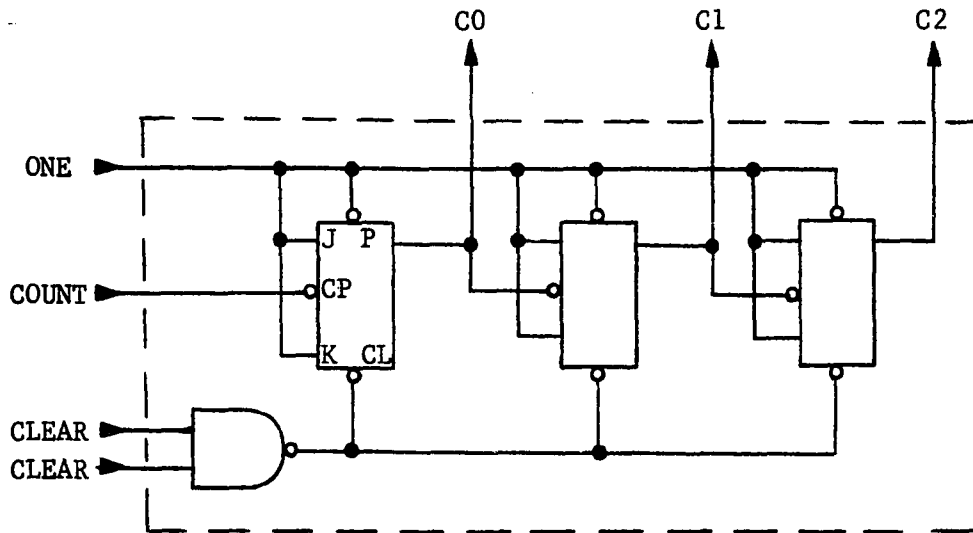 C0 C1 C2
ONE
J P
COUNT
CP
K CL
CLEAR
CLEAR